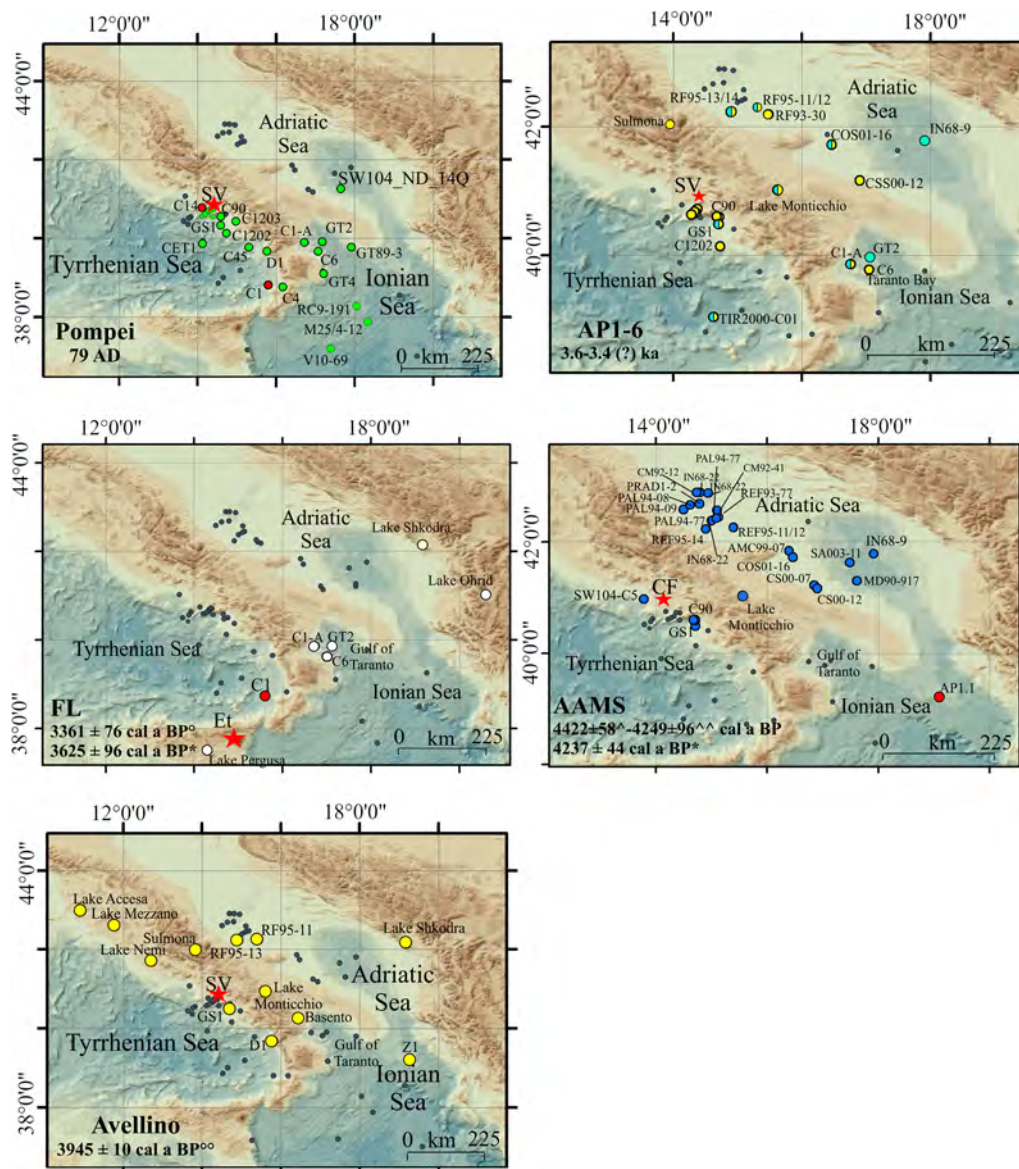 12°0'0"
18°0'0"
44°0'0"
38°0'0"
Adriatic
Sea
SW104_ND_14Q
SV
C14
C90
C1203
GS1
C1202
CET1
C45
D1
C1-A
GT2
GT89-3
C6
GT4
Tyrrhenian Sea
Ionian
Sea
C1
C4
RC9-191
M25/4-12
V10-69
Pompei
79 AD
0 km 225
14°0'0"
18°0'0"
42°0'0"
40°0'0"
Adriatic
Sea
RF95-13/14
RF95-11/12
RF93-30
Sulmona
COS01-16
IN68-9
SV
CSS00-12
Lake Monticchio
C90
GS1
C1202
C1-A
GT2
C6
Taranto Bay
Tyrrhenian Sea
Ionian Sea
TIR2000-C01
AP1-6
3.6-3.4 (?) ka
0 km 225
12°0'0"
18°0'0"
44°0'0"
38°0'0"
Adriatic
Sea
Lake Shkodra
Lake Ohrid
C1-A GT2
Gulf of
Taranto
C6
Tyrrhenian Sea
Ionian Sea
C1
Et
FL
3361 ± 76 cal a BP°
3625 ± 96 cal a BP*
Lake Pergusa
0 km 225
14°0'0"
18°0'0"
42°0'0"
40°0'0"
PAL94-77
CM92-12
IN68-22
CM92-41
PRAD1-2
IN68-22
REF93-77
PAL94-08
PAL94-09
Adriatic Sea
PAL94-77
REF95-11/12
REF95-14
IN68-22
AMC99-07
COS01-16
SA003-11
IN68-9
CS00-07
MD90-917
CS00-12
SW104-C5
CF
Lake
Monticchio
C90
GS1
Tyrrhenian Sea
Gulf of
Taranto
Ionian Sea
AP1.1
AAMS
4422±58^ -4249±96^^ cal a BP
4237 ± 44 cal a BP*
0 km 225
12°0'0"
18°0'0"
44°0'0"
38°0'0"
Lake Accesa
Lake Mezzano
Lake Nemi
Sulmona
RF95-13
RF95-11
Lake Shkodra
Adriatic
Sea
SV
GS1
Lake
Monticchio
Basento
Tyrrhenian Sea
D1
Gulf of
Taranto
Z1
Ionian
Sea
Avellino
3945 ± 10 cal a BP°°
0 km 225